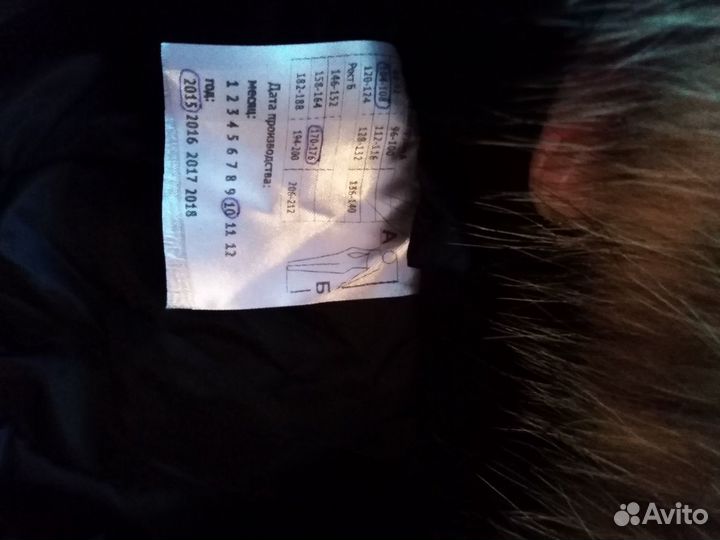 104-108
96-100
120-124
112-116
128-132
136-140
Рост Б
146-152
158-164
170-176
182-188
194-200
206-212
Дата производства:
месяц:
1 2 3 4 5 6 7 8 9 10 11 12
год:
2015 2016 2017 2018
А
Б
Avito